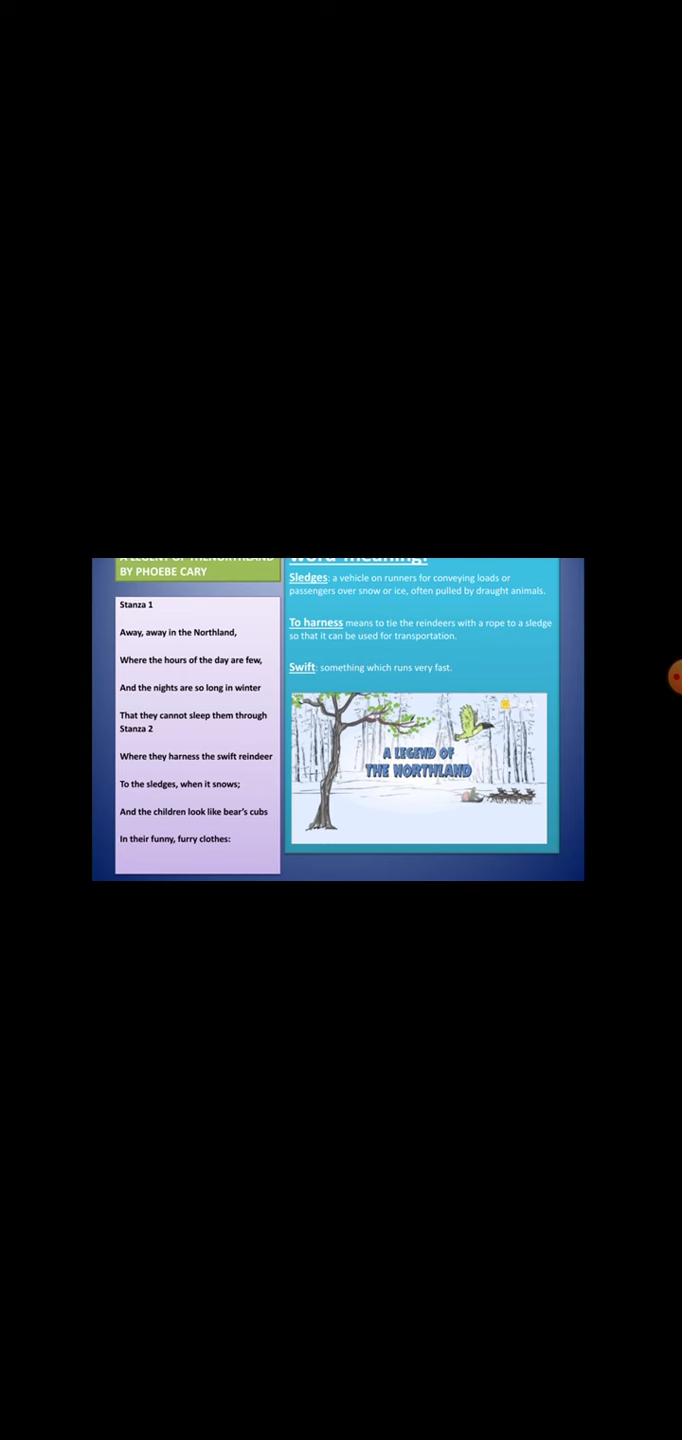 A LEGENT OF THENORTHLAND
BY PHOEBE CARY
Stanza 1
Away, away in the Northland,
Where the hours of the day are few,
And the nights are so long in winter
That they cannot sleep them through
Stanza 2
Where they harness the swift reindeer
To the sledges, when it snows;
And the children look like bear's cubs
In their funny, furry clothes:
word meaning:
Sledges: a vehicle on runners for conveying loads or
passengers over snow or ice, often pulled by draught animals.
To harness means to tie the reindeers with a rope to a sledge
so that it can be used for transportation.
Swift: something which runs very fast.
A LEGEND OF
THE NORTHLAND